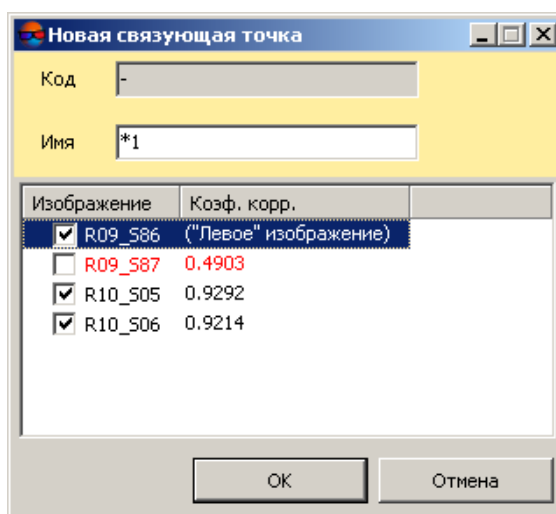 Новая связующая точка
Код -
Имя *1
Изображение Коэф. корр.
R09_S86 ("Левое" изображение)
R09_S87 0.4903
R10_S05 0.9292
R10_S06 0.9214
OK Отмена